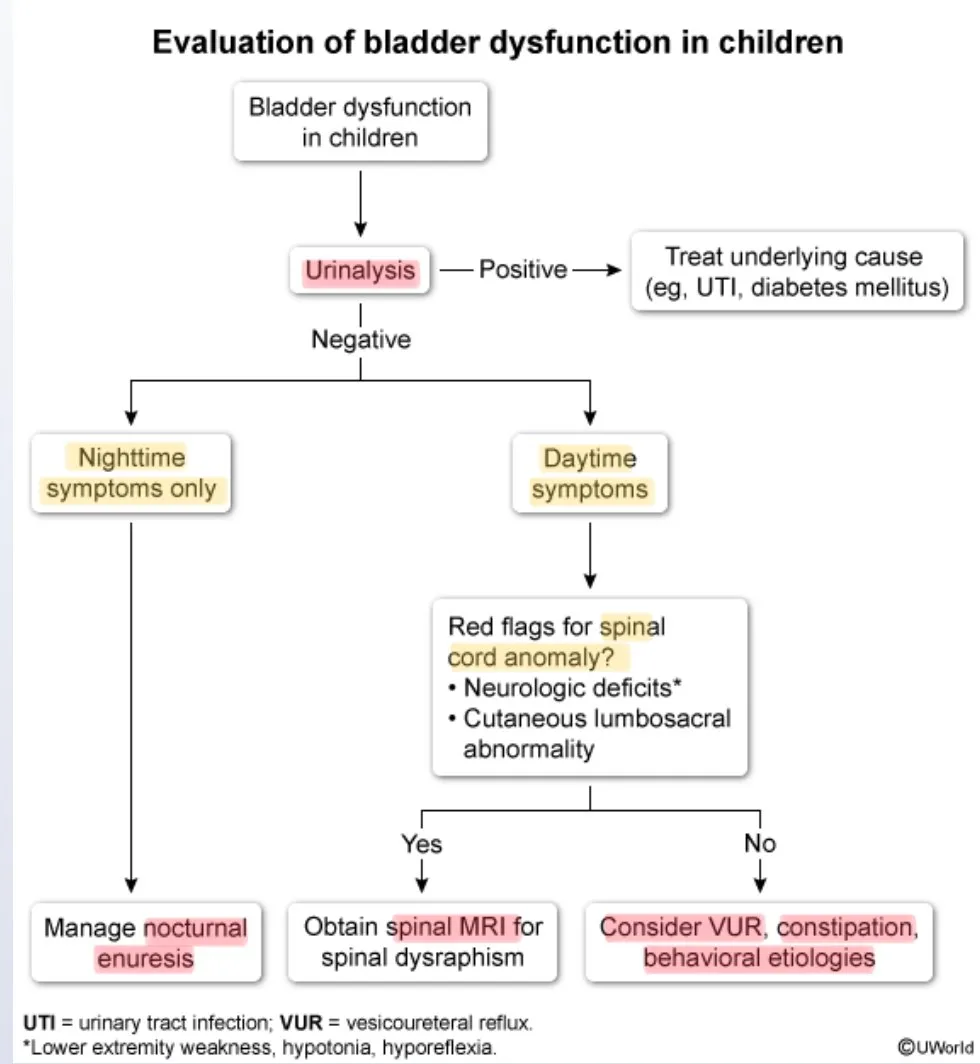 Evaluation of bladder dysfunction in children
Bladder dysfunction
in children
Urinalysis
Positive
Treat underlying cause
(eg, UTI, diabetes mellitus)
Negative
Nighttime
symptoms only
Daytime
symptoms
Red flags for spinal
cord anomaly?
• Neurologic deficits*
• Cutaneous lumbosacral
abnormality
Yes
No
Manage nocturnal
enuresis
Obtain spinal MRI for
spinal dysraphism
Consider VUR, constipation,
behavioral etiologies
UTI = urinary tract infection; VUR = vesicoureteral reflux.
*Lower extremity weakness, hypotonia, hyporeflexia.
©UWorld